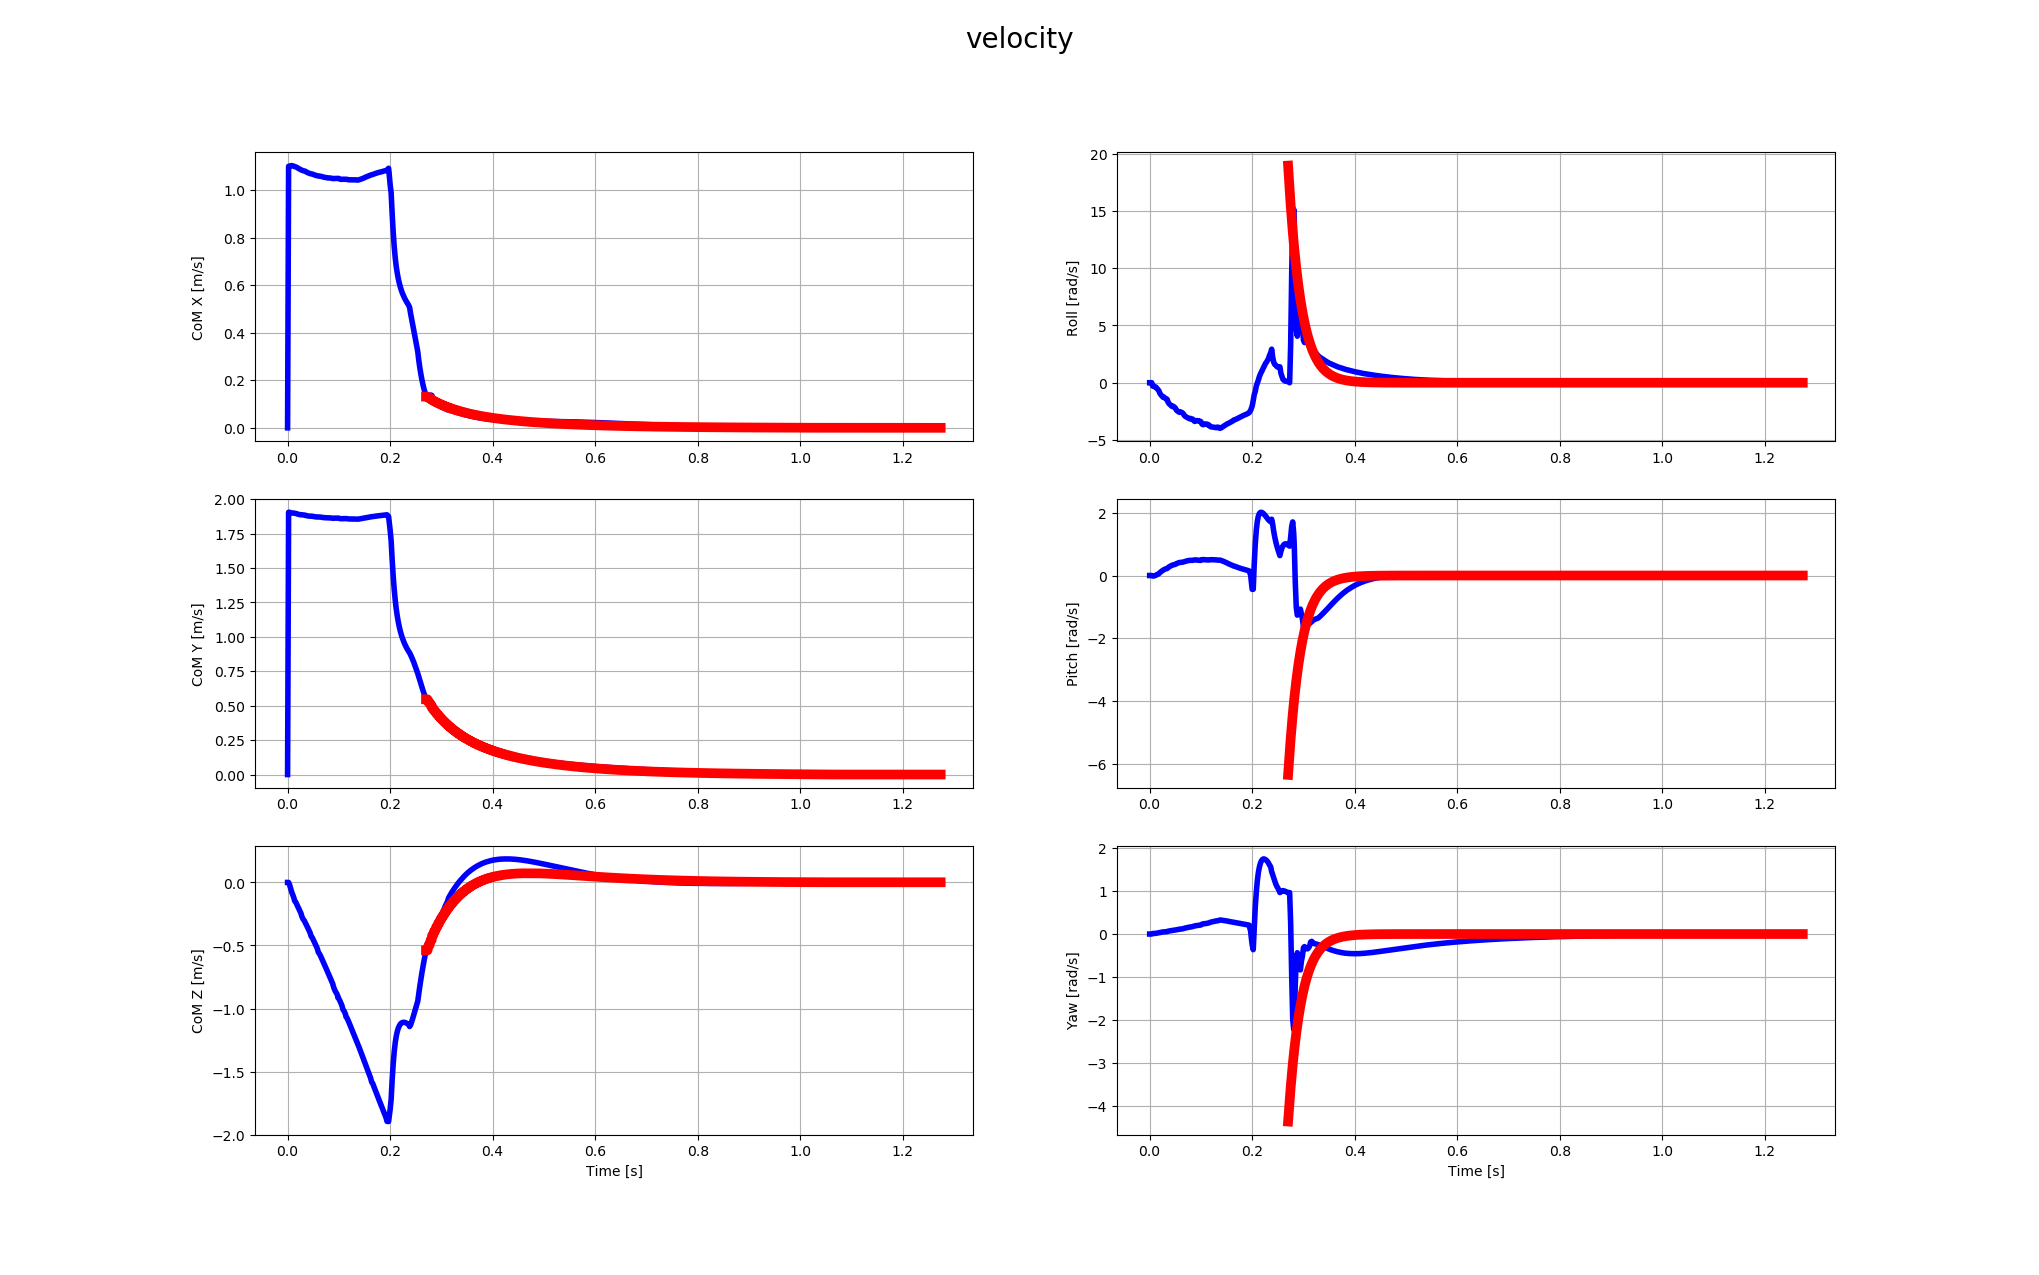 velocity
CoM X [m/s]
1.0
0.8
0.6
0.4
0.2
0.0
0.0 0.2 0.4 0.6 0.8 1.0 1.2
Roll [rad/s]
20
15
10
5
0
−5
0.0 0.2 0.4 0.6 0.8 1.0 1.2
CoM Y [m/s]
2.00
1.75
1.50
1.25
1.00
0.75
0.50
0.25
0.00
0.0 0.2 0.4 0.6 0.8 1.0 1.2
Pitch [rad/s]
2
0
−2
−4
−6
0.0 0.2 0.4 0.6 0.8 1.0 1.2
CoM Z [m/s]
0.0
−0.5
−1.0
−1.5
−2.0
0.0 0.2 0.4 0.6 0.8 1.0 1.2
Time [s]
Yaw [rad/s]
2
1
0
−1
−2
−3
−4
0.0 0.2 0.4 0.6 0.8 1.0 1.2
Time [s]